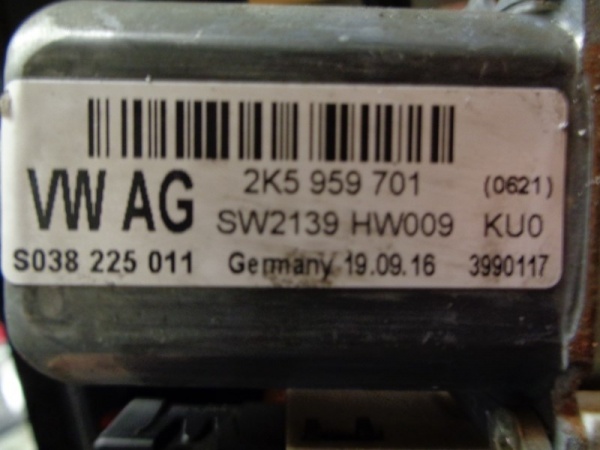 VW AG 2K5 959 701 (0621)
SW2139 HW009 KU0
S038 225 011 Germany 19.09.16 3990117